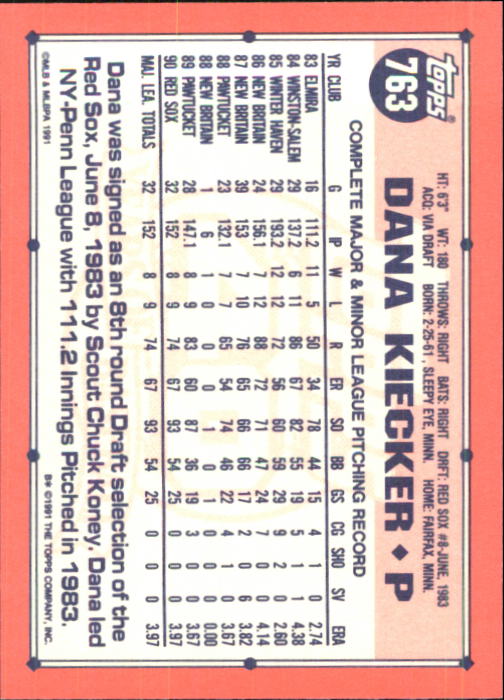 Topps®
763
HT: 6'3" WT: 180 THROWS: RIGHT BATS: RIGHT DRFT: RED SOX #8-JUNE, 1983
ACQ: VIA DRAFT BORN: 2-25-61, SLEEPY EYE, MINN. HOME: FAIRFAX, MINN.
DANA KIECKER ♦ P
COMPLETE MAJOR & MINOR LEAGUE PITCHING RECORD
YR CLUB G IP W L R ER SO BB GS CG SHO SV ERA
83 ELMIRA 16 111.2 11 5 50 34 78 44 15 4 1 0 2.74
84 WINSTON-SALEM 29 137.2 6 11 86 67 82 55 19 5 1 1 4.38
85 WINTER HAVEN 29 193.2 12 12 72 56 60 59 29 9 2 0 2.60
86 NEW BRITAIN 24 156.1 7 12 88 72 71 47 24 7 1 0 4.14
87 NEW BRITAIN 39 153 7 10 76 65 66 66 17 2 0 6 3.82
88 PAWTUCKET 23 132.1 7 7 65 54 74 46 22 4 1 0 3.67
88 NEW BRITAIN 1 6 1 0 0 0 1 0 1 0 0 0 0.00
89 PAWTUCKET 28 147.1 8 9 83 60 87 36 19 3 0 0 3.67
90 RED SOX 32 152 8 9 74 67 93 54 25 0 0 0 3.97
MAJ. LEA. TOTALS 32 152 8 9 74 67 93 54 25 0 0 0 3.97
Dana was signed as an 8th round Draft selection of the
Red Sox, June 8, 1983 by Scout Chuck Koney. Dana led
NY-Penn League with 111.2 Innings Pitched in 1983.
©MLB & MLBPA 1991 B* ©1991 THE TOPPS COMPANY, INC.